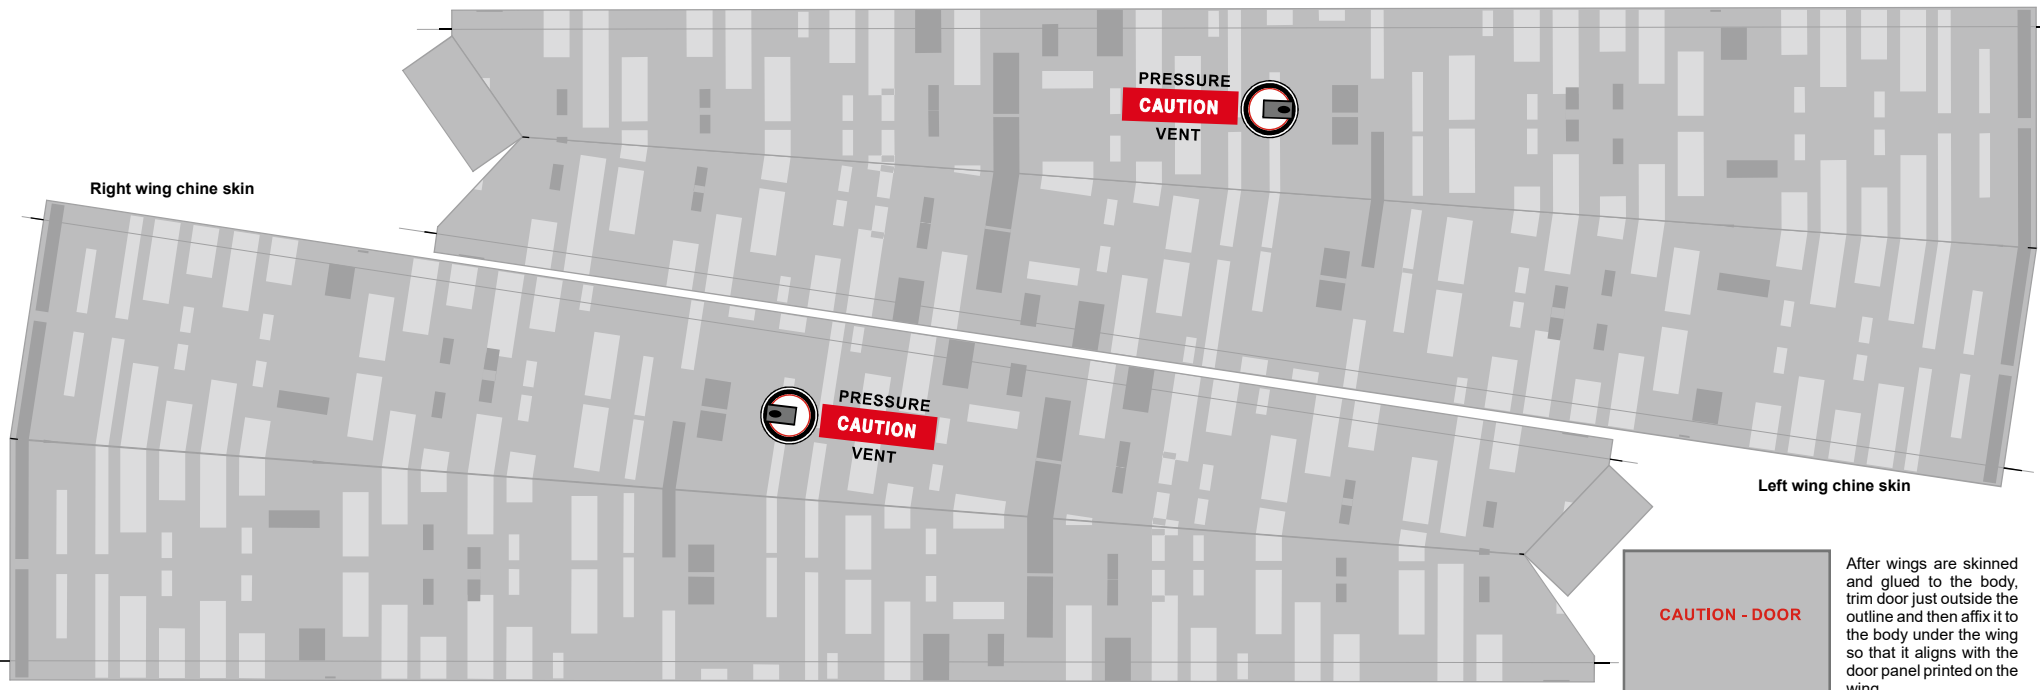 PRESSURE
CAUTION
VENT
Right wing chine skin
PRESSURE
CAUTION
VENT
Left wing chine skin
CAUTION - DOOR
After wings are skinned
and glued to the body,
trim door just outside the
outline and then affix it to
the body under the wing
so that it aligns with the
door panel printed on the
wing.